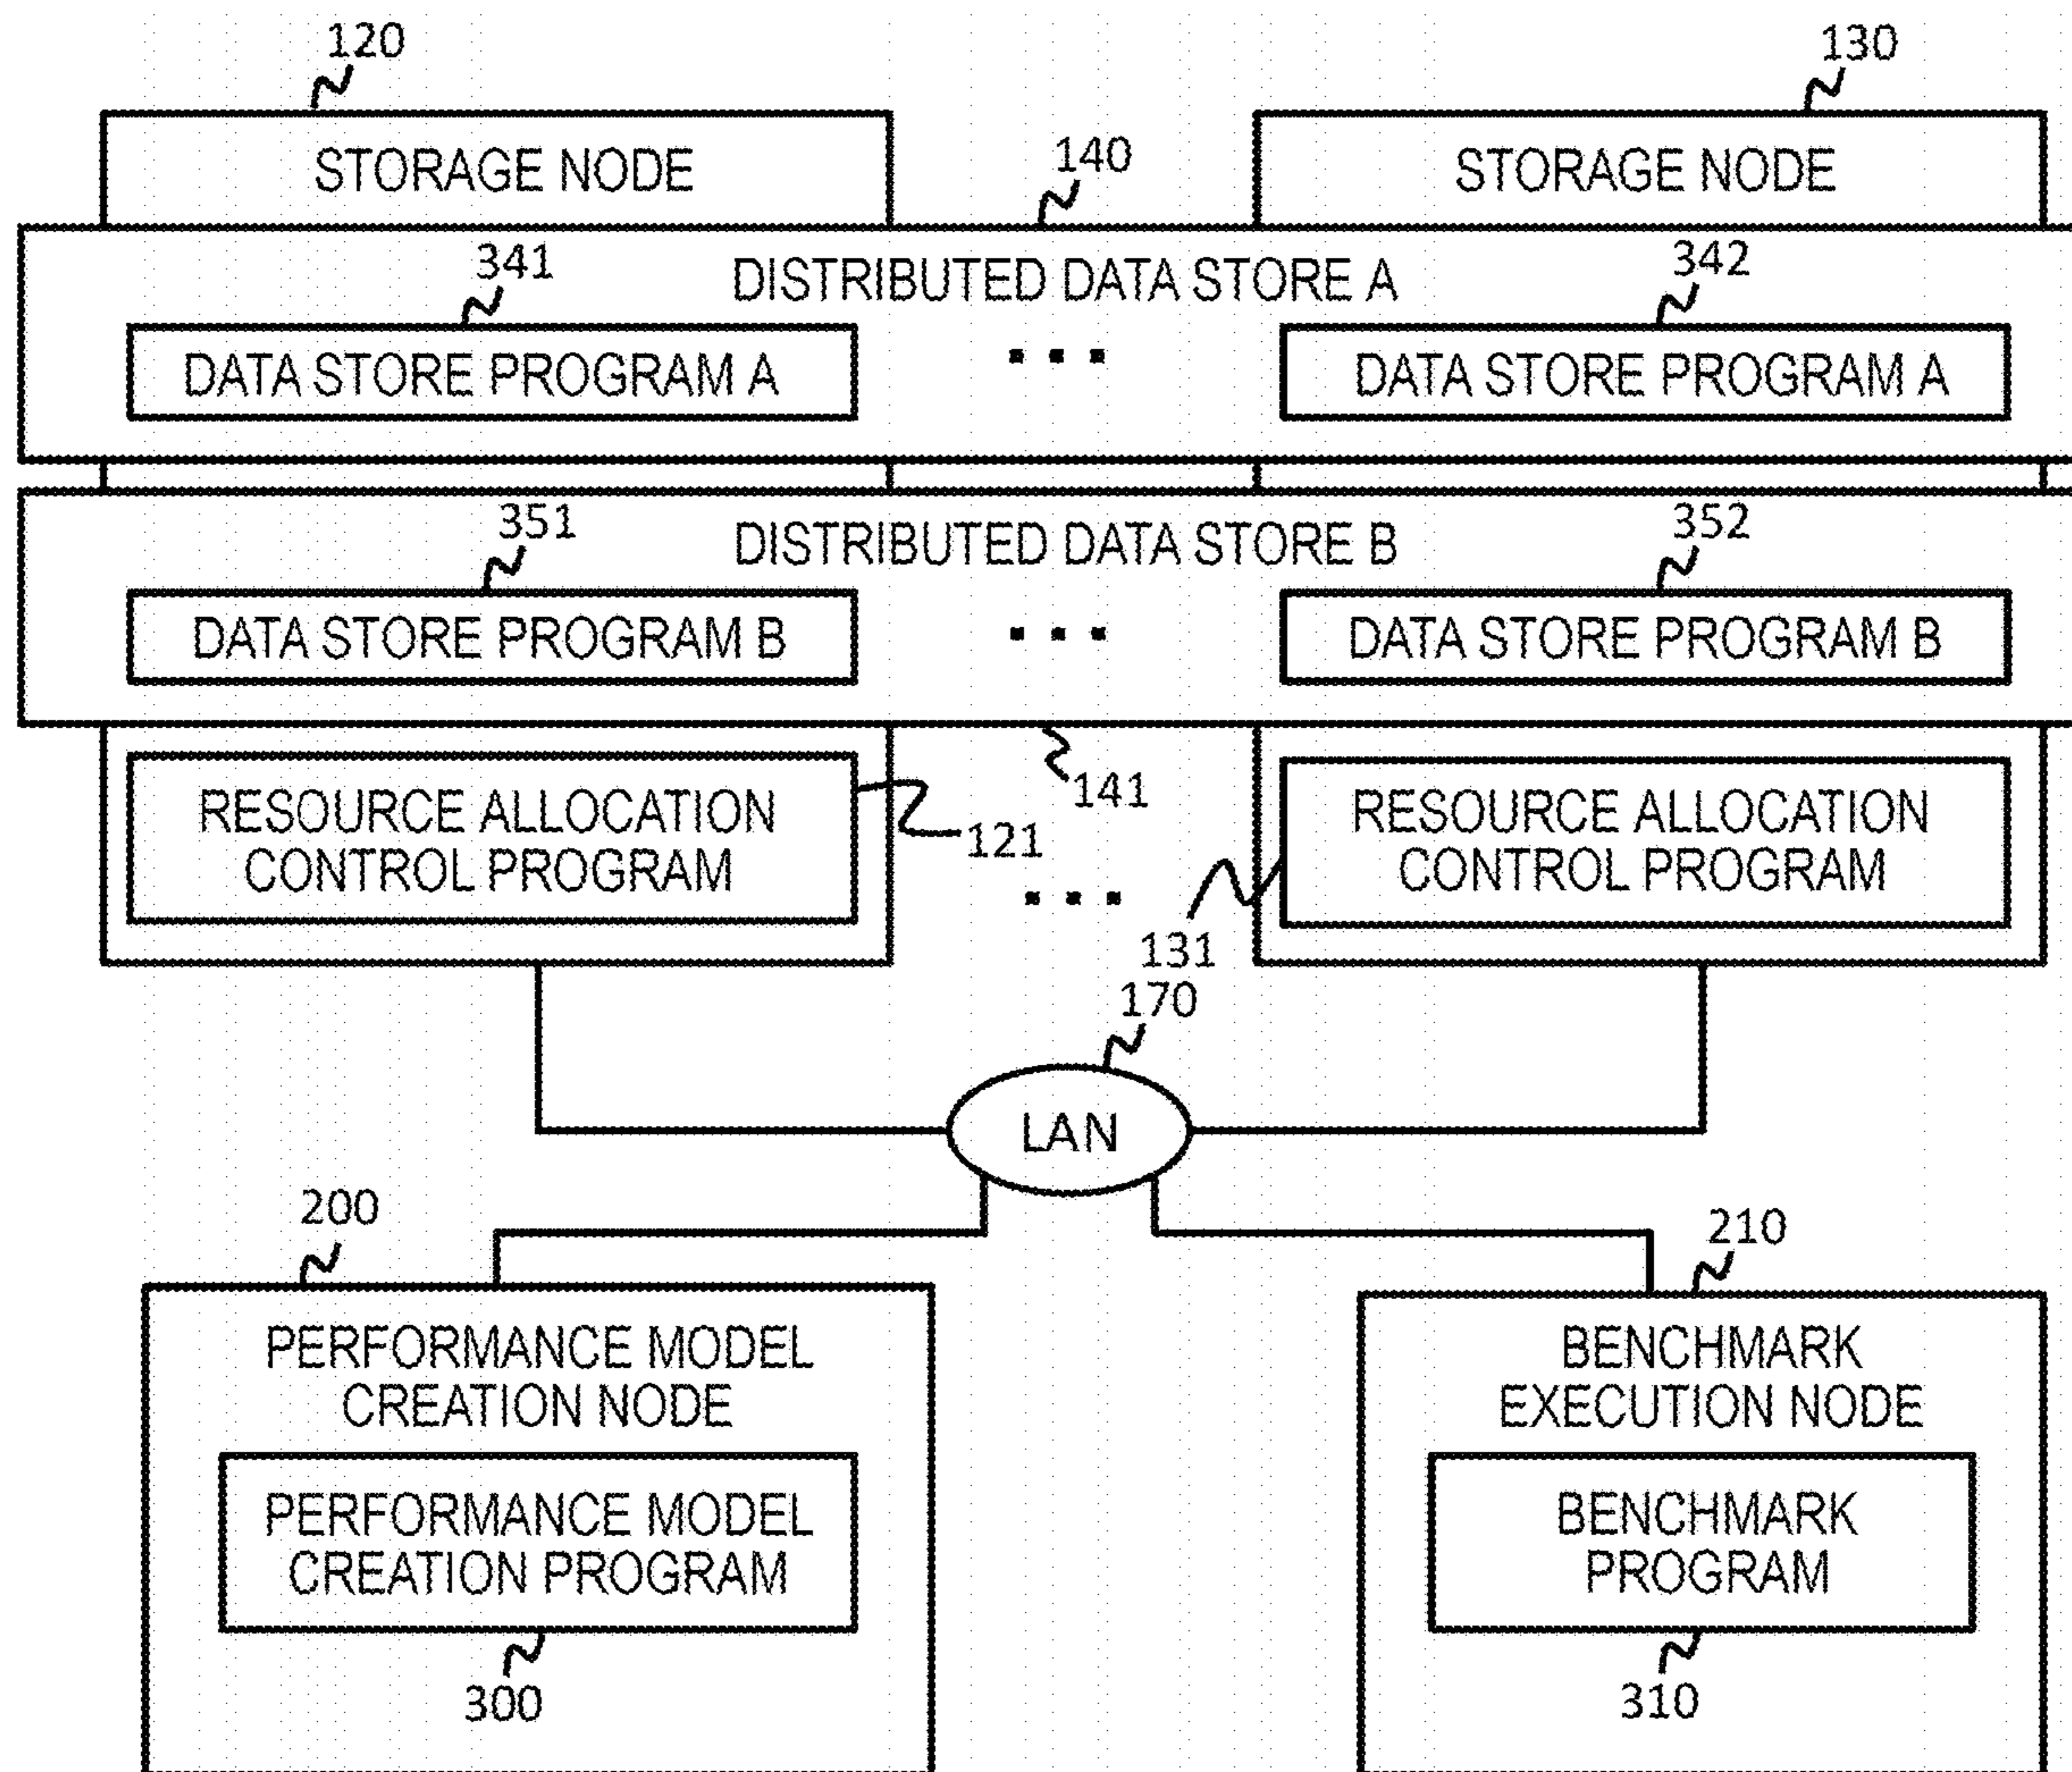 120
130
STORAGE NODE
STORAGE NODE
140
341
DISTRIBUTED DATA STORE A
342
DATA STORE PROGRAM A
DATA STORE PROGRAM A
351
DISTRIBUTED DATA STORE B
352
DATA STORE PROGRAM B
DATA STORE PROGRAM B
141
RESOURCE ALLOCATION
CONTROL PROGRAM
121
RESOURCE ALLOCATION
CONTROL PROGRAM
131
170
LAN
200
210
PERFORMANCE MODEL
CREATION NODE
BENCHMARK
EXECUTION NODE
PERFORMANCE MODEL
CREATION PROGRAM
BENCHMARK
PROGRAM
300
310